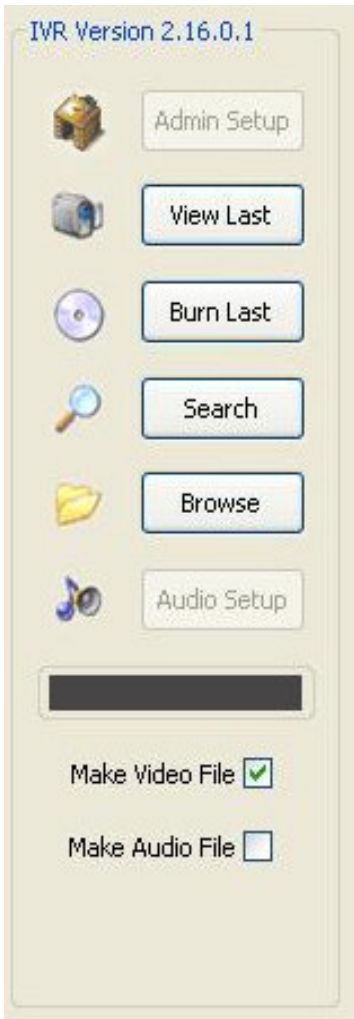 IVR Version 2.16.0.1
Admin Setup
View Last
Burn Last
Search
Browse
Audio Setup
Make Video File
Make Audio File